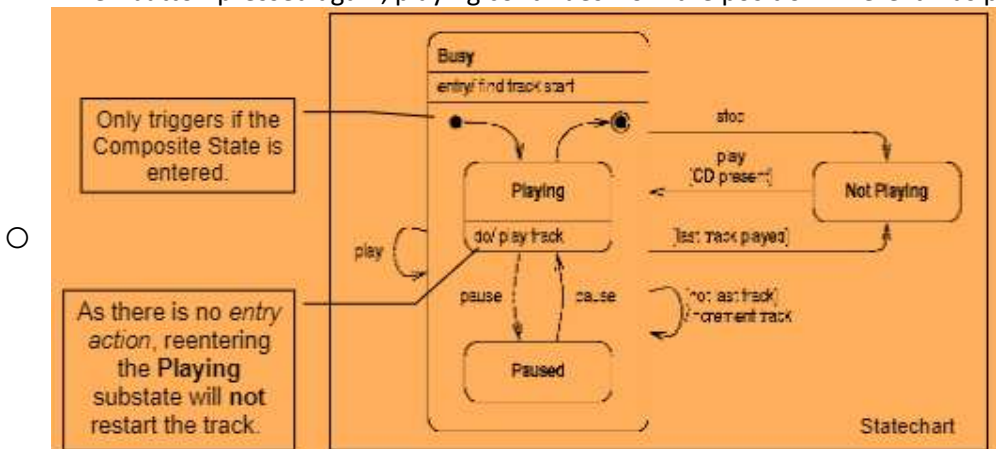 Busy
entry/ find track start
Only triggers if the
Composite State is
entered.
stop
play
[CD present]
Playing
Not Playing
do/ play track
[last track played]
play
pause
pause
[not last track]
/increment track
As there is no entry
action, reentering
the Playing
substate will not
restart the track.
Paused
Statechart